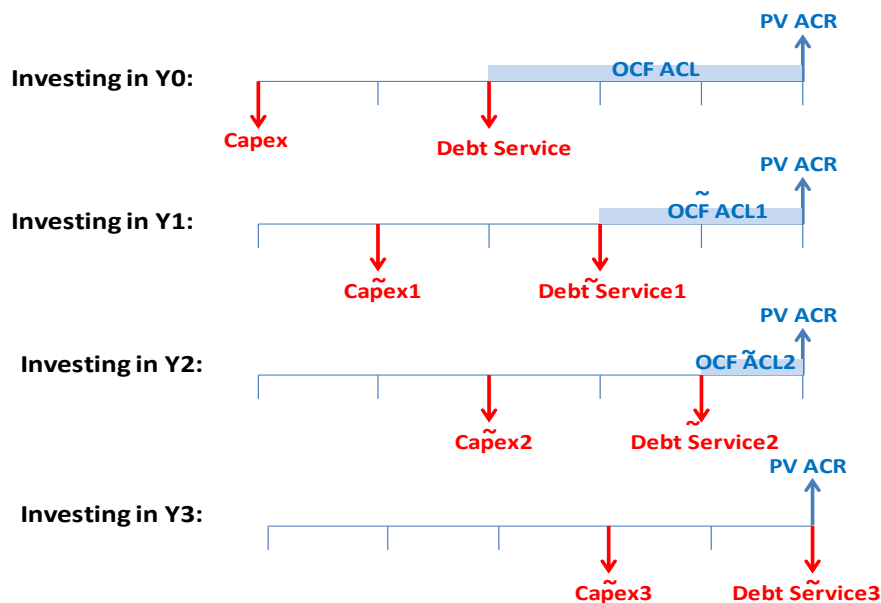 PV ACR
Investing in Y0:
OCF ACL
Capex
Debt Service
PV ACR
Investing in Y1:
~
OCF ACL1
~
Capex1
~
Debt Service1
PV ACR
Investing in Y2:
~
OCF ACL2
~
Capex2
~
Debt Service2
PV ACR
Investing in Y3:
~
Capex3
~
Debt Service3